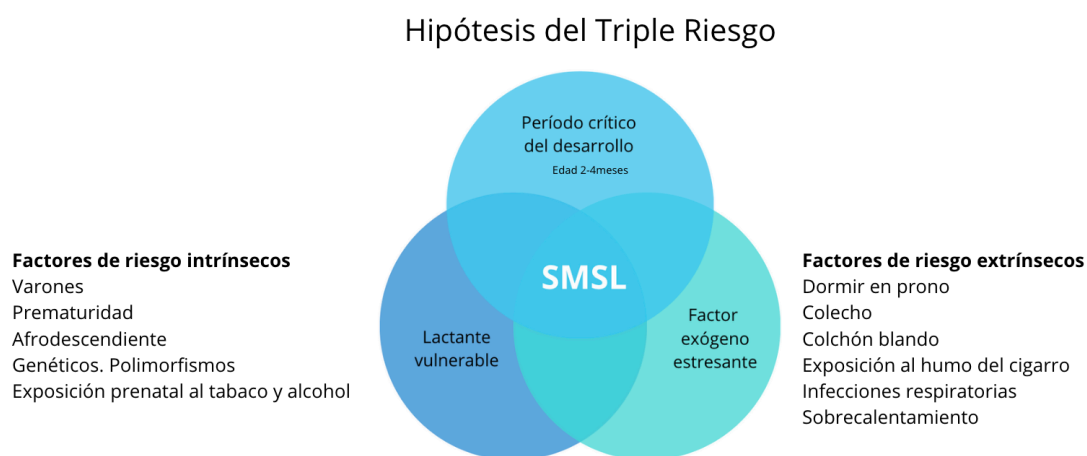 Hipótesis del Triple Riesgo
Período crítico
del desarrollo
Edad 2-4meses
Factores de riesgo intrínsecos
Varones
Prematuridad
Afrodescendiente
Genéticos. Polimorfismos
Exposición prenatal al tabaco y alcohol
SMSL
Lactante
vulnerable
Factor
exógeno
estresante
Factores de riesgo extrínsecos
Dormir en prono
Colecho
Colchón blando
Exposición al humo del cigarro
Infecciones respiratorias
Sobrecalentamiento